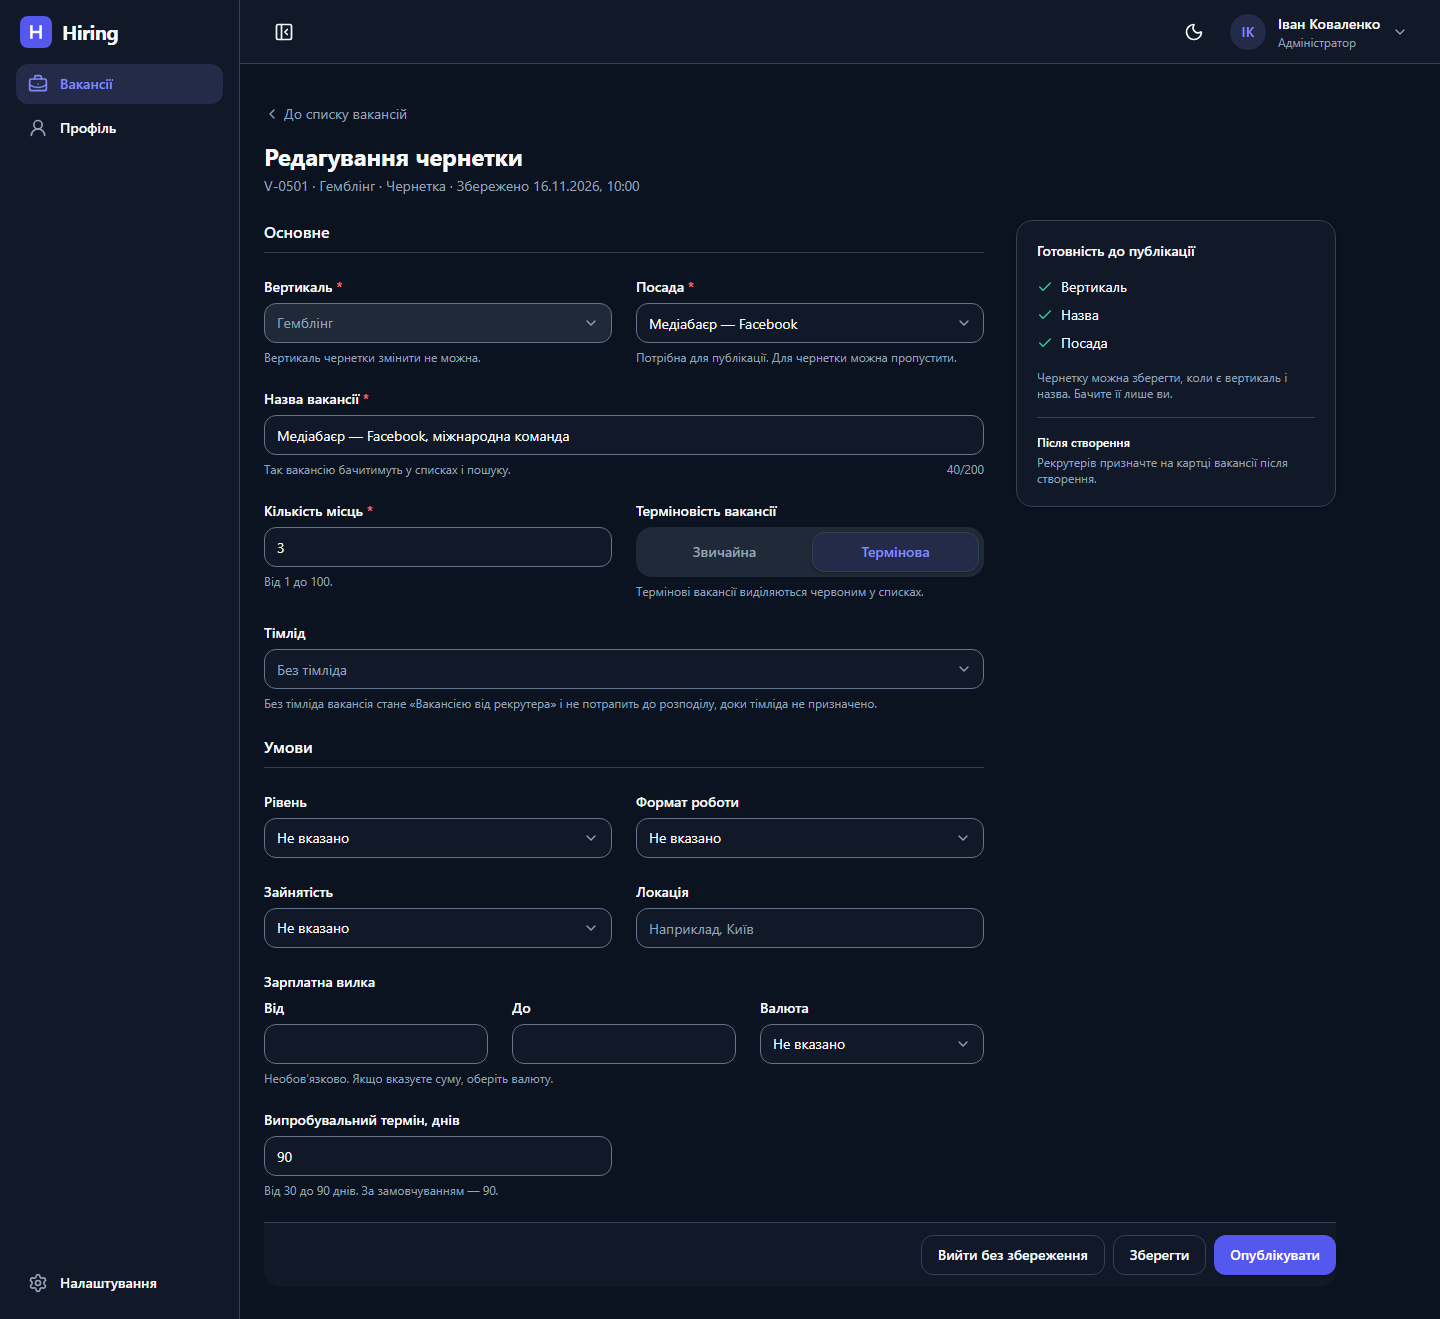 H Hiring
Вакансії
Профіль
Налаштування
ІК
Іван Коваленко
Адміністратор
До списку вакансій
Редагування чернетки
V-0501 · Гемблінг · Чернетка · Збережено 16.11.2026, 10:00
Основне
Вертикаль *
Гемблінг
Вертикаль чернетки змінити не можна.
Посада *
Медіабаєр — Facebook
Потрібна для публікації. Для чернетки можна пропустити.
Назва вакансії *
Медіабаєр — Facebook, міжнародна команда
Так вакансію бачитимуть у списках і пошуку.
40/200
Кількість місць *
3
Від 1 до 100.
Терміновість вакансії
Звичайна
Термінова
Термінові вакансії виділяються червоним у списках.
Тімлід
Без тімліда
Без тімліда вакансія стане «Вакансією від рекрутера» і не потрапить до розподілу, доки тімліда не призначено.
Умови
Рівень
Не вказано
Формат роботи
Не вказано
Зайнятість
Не вказано
Локація
Наприклад, Київ
Зарплатна вилка
Від
До
Валюта
Не вказано
Необов'язково. Якщо вказуєте суму, оберіть валюту.
Випробувальний термін, днів
90
Від 30 до 90 днів. За замовчуванням — 90.
Готовність до публікації
Вертикаль
Назва
Посада
Чернетку можна зберегти, коли є вертикаль і
назва. Бачите її лише ви.
Після створення
Рекрутерів призначте на картці вакансії після
створення.
Вийти без збереження
Зберегти
Опублікувати